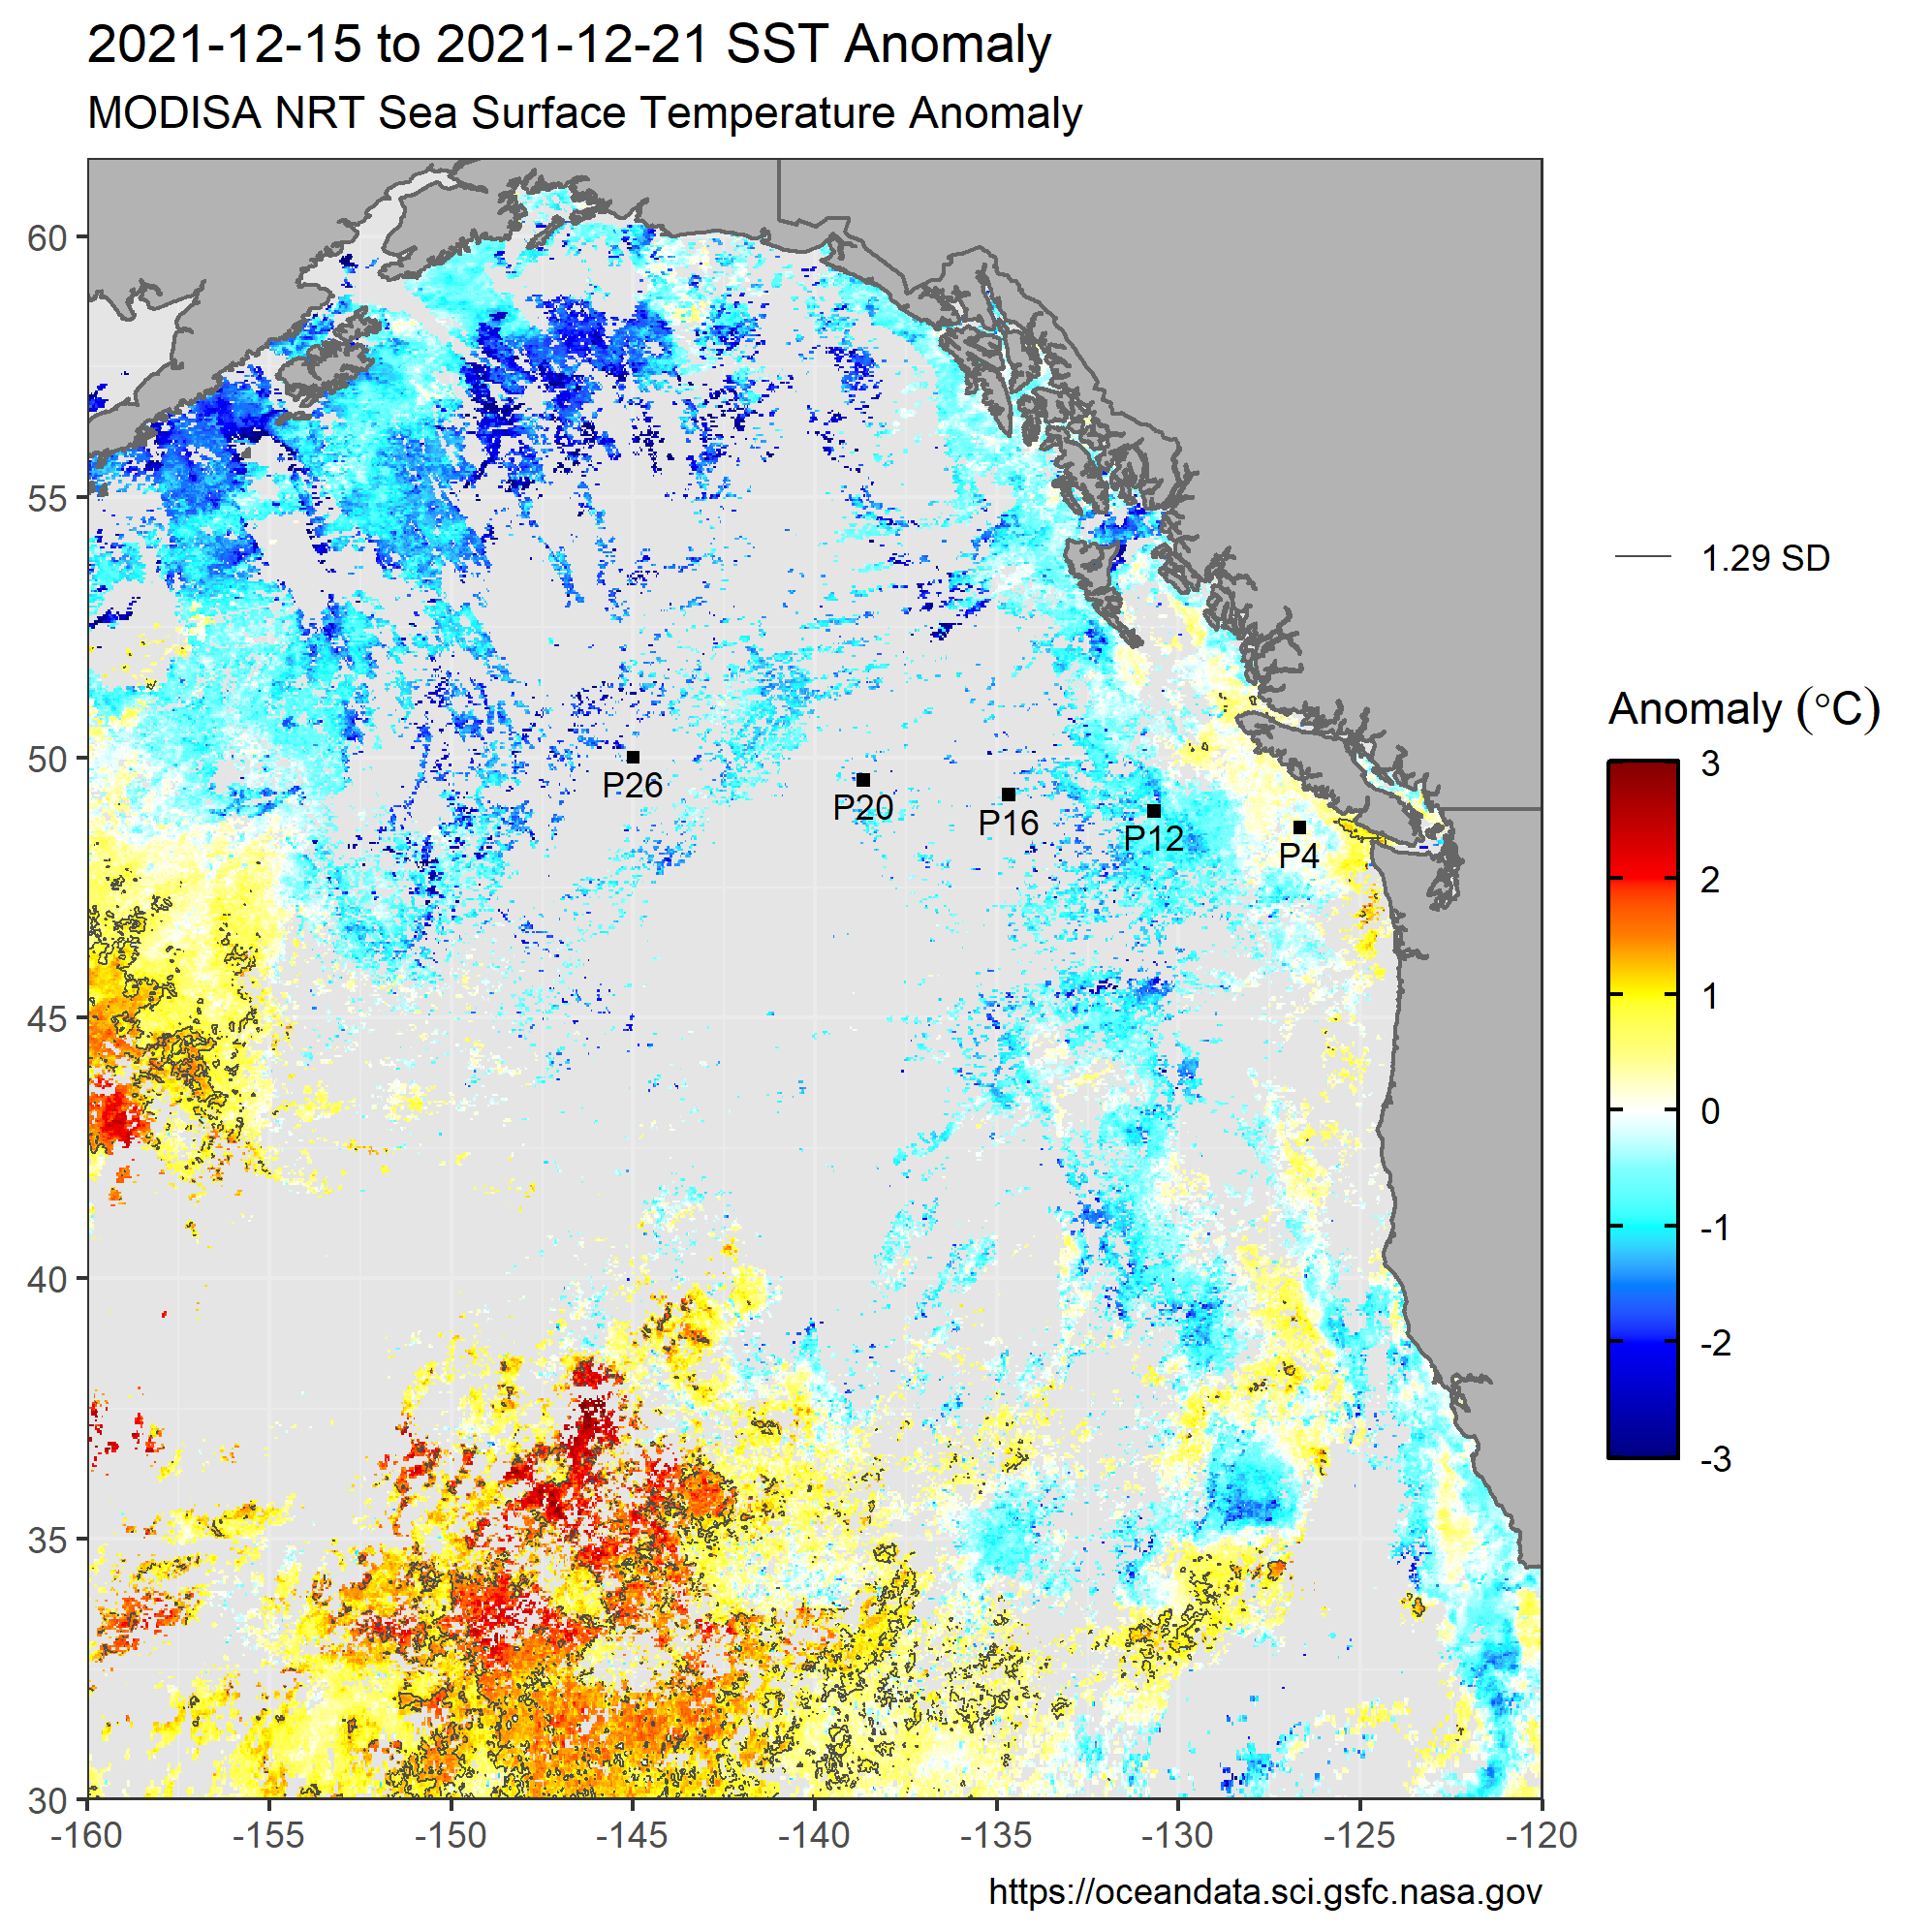 2021-12-15 to 2021-12-21 SST Anomaly
MODISA NRT Sea Surface Temperature Anomaly
60
55
50
45
40
35
30
-160
-155
-150
-145
-140
-135
-130
-125
-120
P26
P20
P16
P12
P4
1.29 SD
Anomaly (°C)
3
2
1
0
-1
-2
-3
https://oceandata.sci.gsfc.nasa.gov